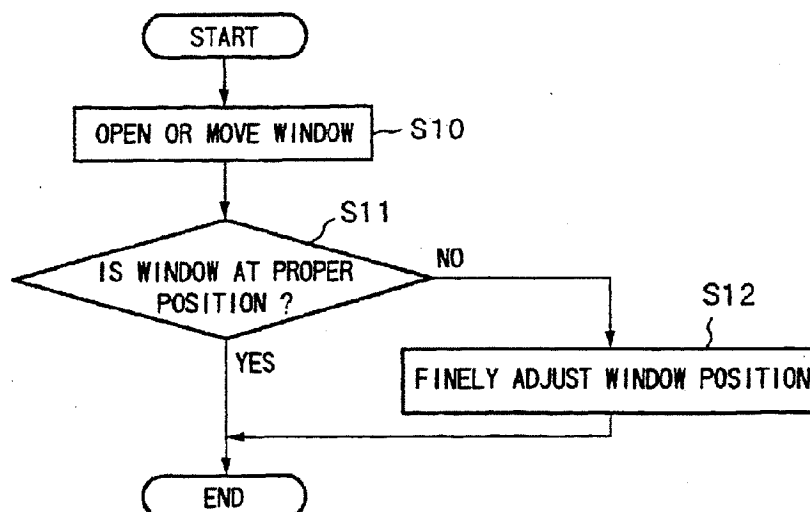 START
OPEN OR MOVE WINDOW
S10
S11
IS WINDOW AT PROPER
POSITION ?
NO
YES
S12
FINELY ADJUST WINDOW POSITION
END